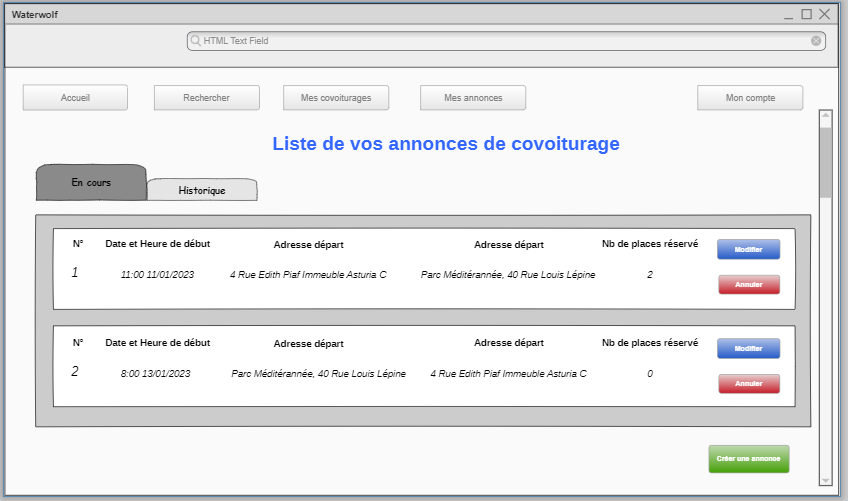 Waterwolf
HTML Text Field
Accueil
Rechercher
Mes covoiturages
Mes annonces
Mon compte
Liste de vos annonces de covoiturage
En cours
Historique
N° Date et Heure de début Adresse départ Adresse départ Nb de places réservé Modifier
1 11:00 11/01/2023 4 Rue Edith Piaf Immeuble Asturia C Parc Méditérannée, 40 Rue Louis Lépine 2 Annuler
N° Date et Heure de début Adresse départ Adresse départ Nb de places réservé Modifier
2 8:00 13/01/2023 Parc Méditérannée, 40 Rue Louis Lépine 4 Rue Edith Piaf Immeuble Asturia C 0 Annuler
Créer une annonce